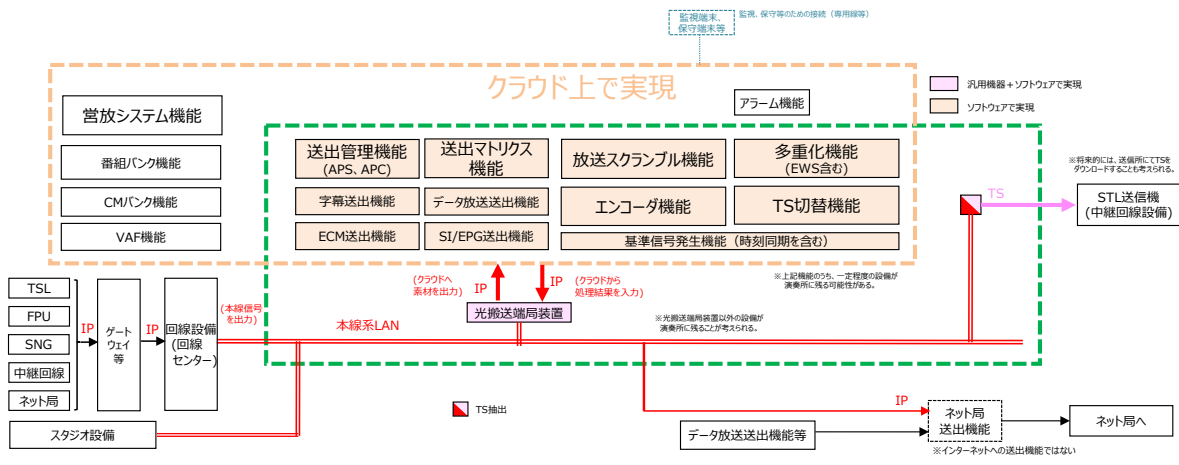 監視端末、
保守端末等
監視、保守等のための接続（専用線等）
クラウド上で実現
汎用機器＋ソフトウェアで実現
ソフトウェアで実現
営放システム機能
アラーム機能
番組バンク機能
CMバンク機能
VAF機能
送出管理機能
(APS, APC)
送出マトリクス
機能
放送スクランブル機能
多重化機能
(EWS含む)
字幕送出機能
データ放送送出機能
エンコーダ機能
TS切替機能
ECM送出機能
SI/EPG送出機能
基準信号発生機能（時刻同期を含む）
※将来的には、送信所にてTSを
ダウンロードすることも考えられる。
TS
STL送信機
(中継回線設備)
(クラウドへ
素材を出力)
IP
IP
(クラウドから
処理結果を入力)
※上記機能のうち、一定程度の設備が
演奏所に残る可能性がある。
光搬送端局装置
※光搬送端局装置以外の設備が
演奏所に残ることが考えられる。
本線系LAN
(本線信号
を出力)
TSL
FPU
SNG
中継回線
ネット局
IP
ゲート
ウェイ
等
IP
回線設備
(回線
センター)
スタジオ設備
TS抽出
IP
データ放送送出機能等
ネット局
送出機能
ネット局へ
※インターネットへの送出機能ではない